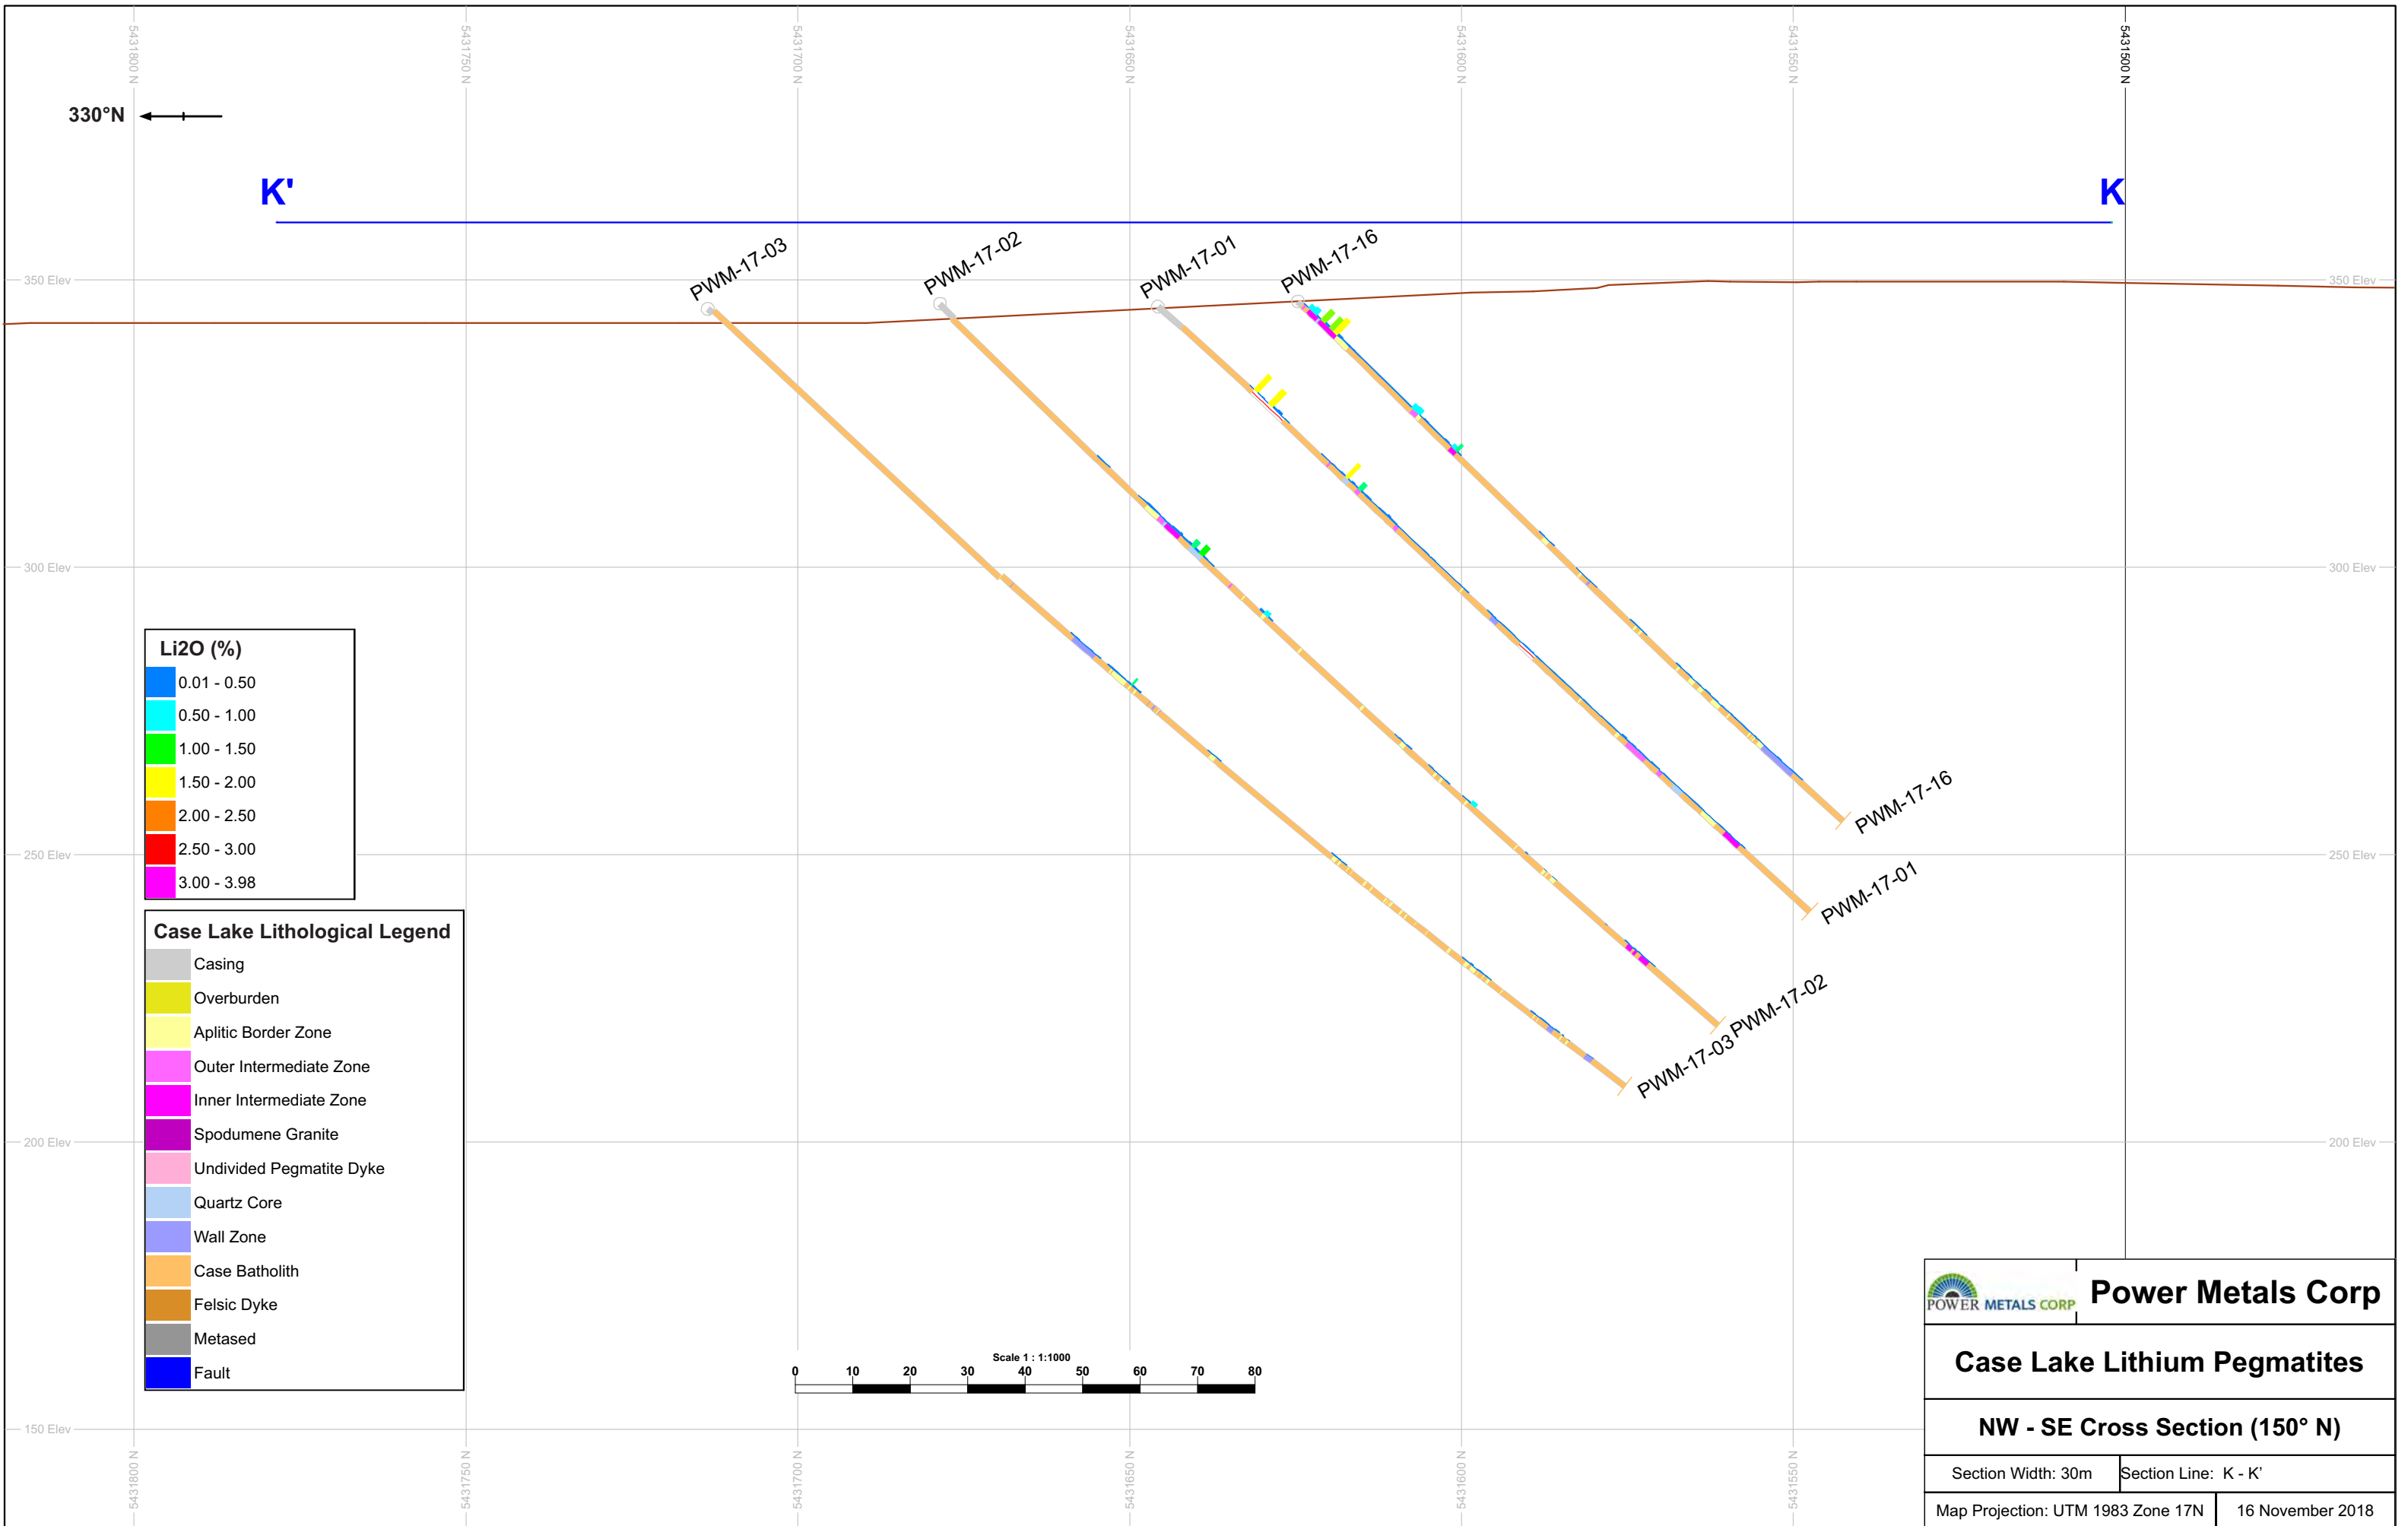 5431800 N
5431750 N
5431700 N
5431650 N
5431600 N
5431550 N
5431500 N
330°N
K'
K
PWM-17-03
PWM-17-02
PWM-17-01
PWM-17-16
350 Elev
350 Elev
300 Elev
300 Elev
Li2O (%)
0.01 - 0.50
0.50 - 1.00
1.00 - 1.50
1.50 - 2.00
2.00 - 2.50
2.50 - 3.00
3.00 - 3.98
PWM-17-16
250 Elev
250 Elev
PWM-17-01
PWM-17-02
PWM-17-03
Case Lake Lithological Legend
Casing
Overburden
Aplitic Border Zone
Outer Intermediate Zone
Inner Intermediate Zone
Spodumene Granite
Undivided Pegmatite Dyke
Quartz Core
Wall Zone
Case Batholith
Felsic Dyke
Metased
Fault
200 Elev
200 Elev
Scale 1 : 1:1000
0 10 20 30 40 50 60 70 80
150 Elev
5431800 N
5431750 N
5431700 N
5431650 N
5431600 N
5431550 N
POWER METALS CORP
Power Metals Corp
Case Lake Lithium Pegmatites
NW - SE Cross Section (150° N)
Section Width: 30m
Section Line: K - K’
Map Projection: UTM 1983 Zone 17N
16 November 2018